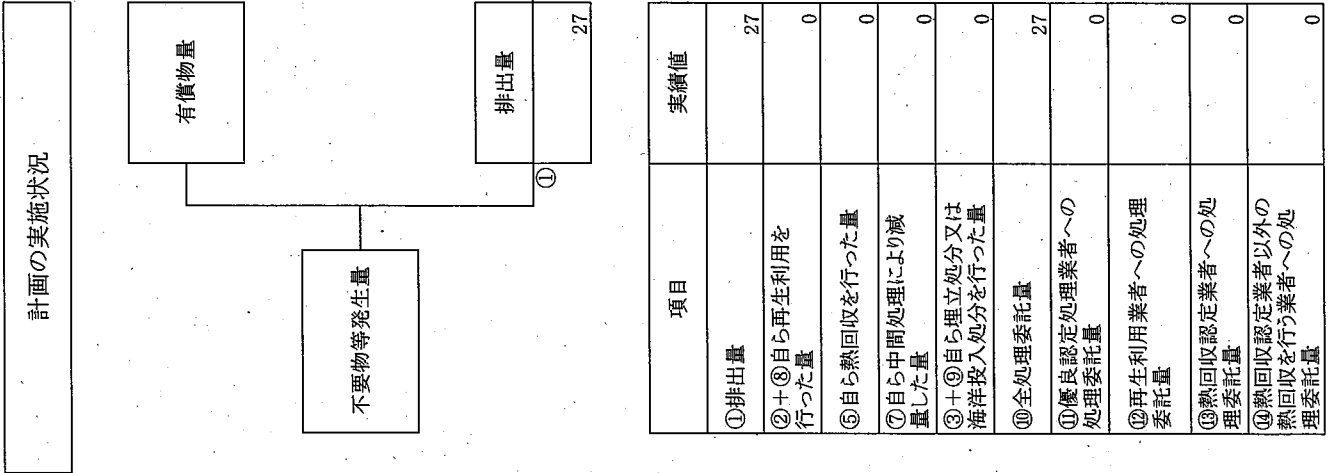 計画の実施状況
有償物量
不要物等発生量
①
排出量
27
項目
実績値
①排出量
27
②+⑧自ら再生利用を
行った量
0
⑤自ら熱回収を行った量
0
⑦自ら中間処理により減
量した量
0
③+⑨自ら埋立処分又は
海洋投入処分を行った量
0
⑩全処理委託量
27
⑪優良認定処理業者への
処理委託量
0
⑫再生利用業者への処理
委託量
0
⑬熱回収認定業者への処
理委託量
0
⑭熱回収認定業者以外の
熱回収を行う業者への処
理委託量
0